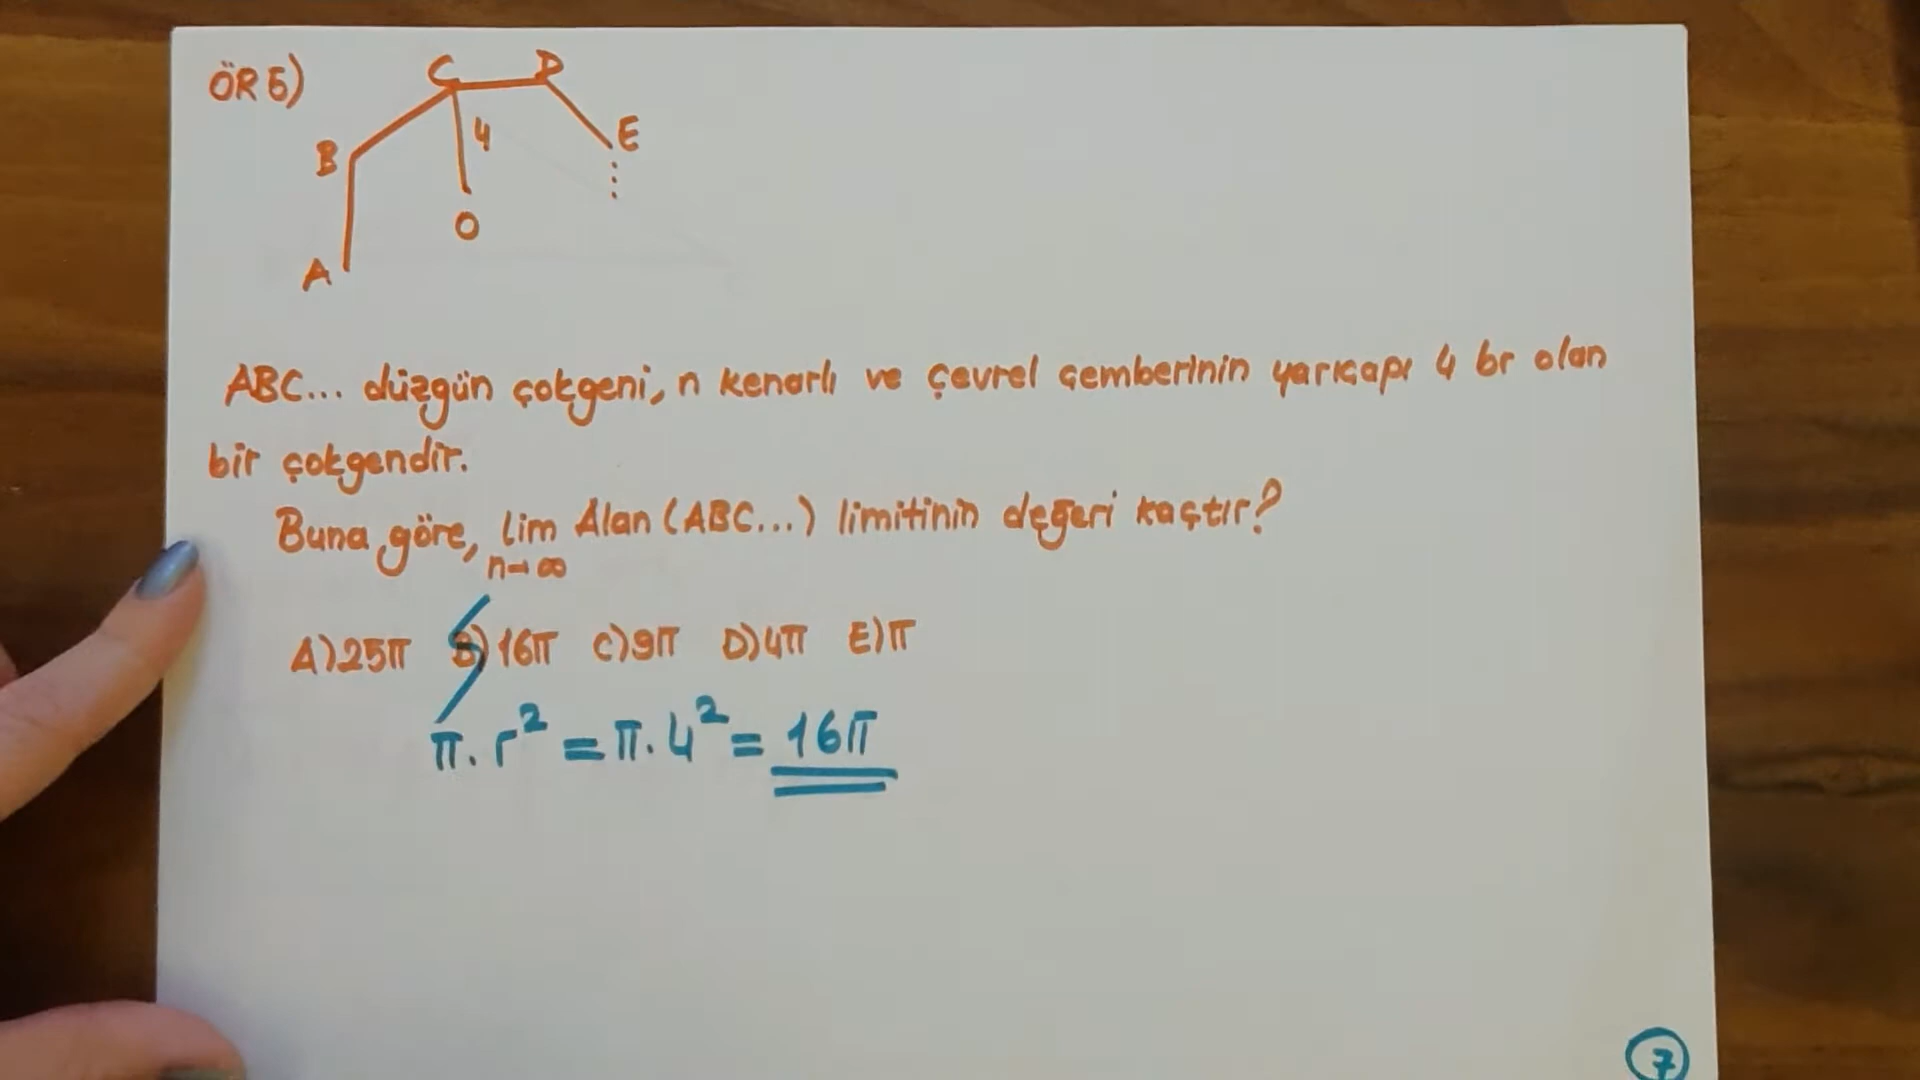 ÖR 5)
C D
4
B E
O
A
ABC... düzgün çokgeni, n kenarlı ve çevrel çemberinin yarıçapı 4 br olan
bir çokgendir.
Buna göre, lim Alan (ABC...) limitinin değeri kaçtır?
n→∞
A) 25π B) 16π C) 9π D) 4π E) π
π.r² = π.4² = 16π
7